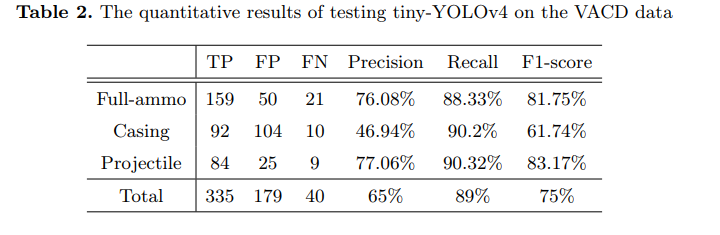 Table 2. The quantitative results of testing tiny-YOLOv4 on the VACD data
TP FP FN Precision Recall F1-score
Full-ammo 159 50 21 76.08% 88.33% 81.75%
Casing 92 104 10 46.94% 90.2% 61.74%
Projectile 84 25 9 77.06% 90.32% 83.17%
Total 335 179 40 65% 89% 75%